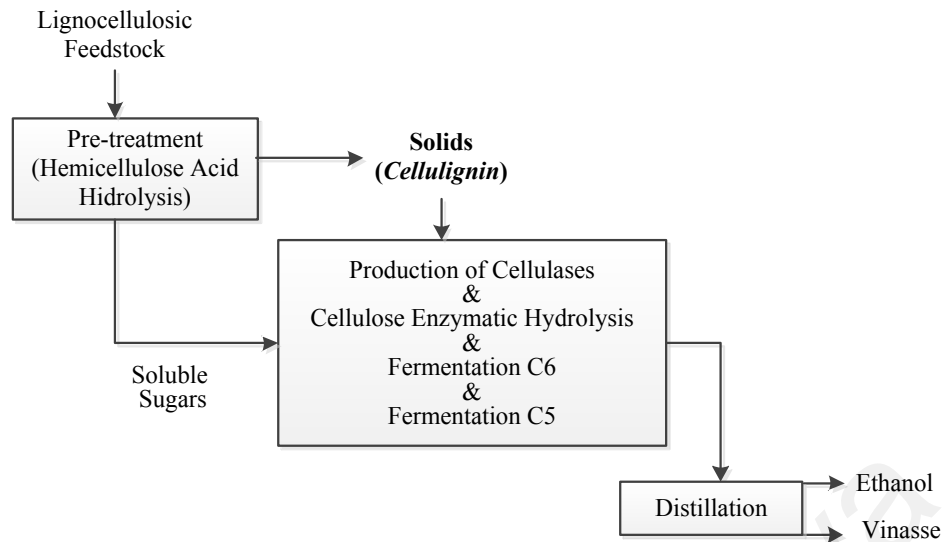 Lignocellulosic
Feedstock
Pre-treatment
(Hemicellulose Acid
Hidrolysis)
Solids
(Cellulignin)
Production of Cellulases
&
Cellulose Enzymatic Hydrolysis
&
Fermentation C6
&
Fermentation C5
Soluble
Sugars
Distillation
Ethanol
Vinasse